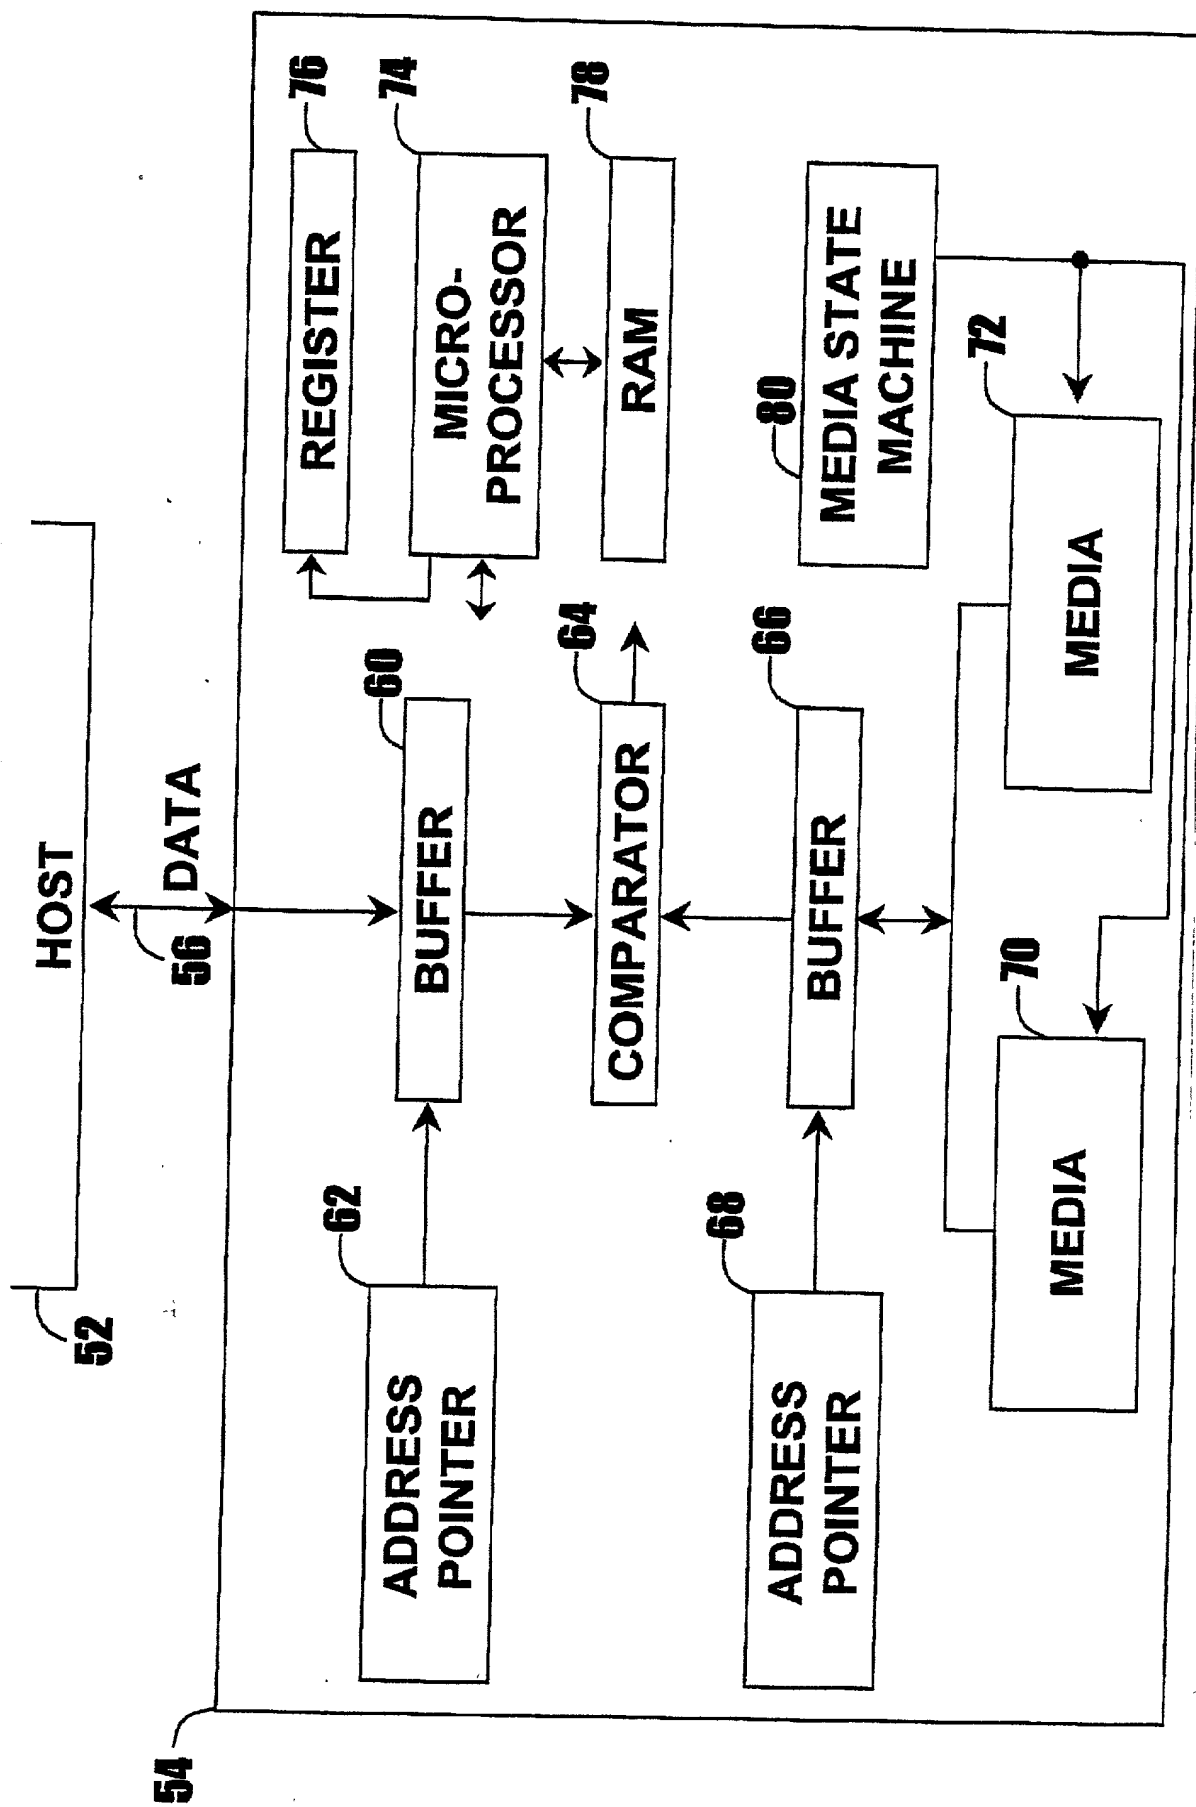 HOST
52
56
DATA
54
60
BUFFER
62
ADDRESS
POINTER
64
COMPARATOR
66
BUFFER
68
ADDRESS
POINTER
70
MEDIA
72
MEDIA
76
REGISTER
74
MICRO-
PROCESSOR
78
RAM
80
MEDIA STATE
MACHINE